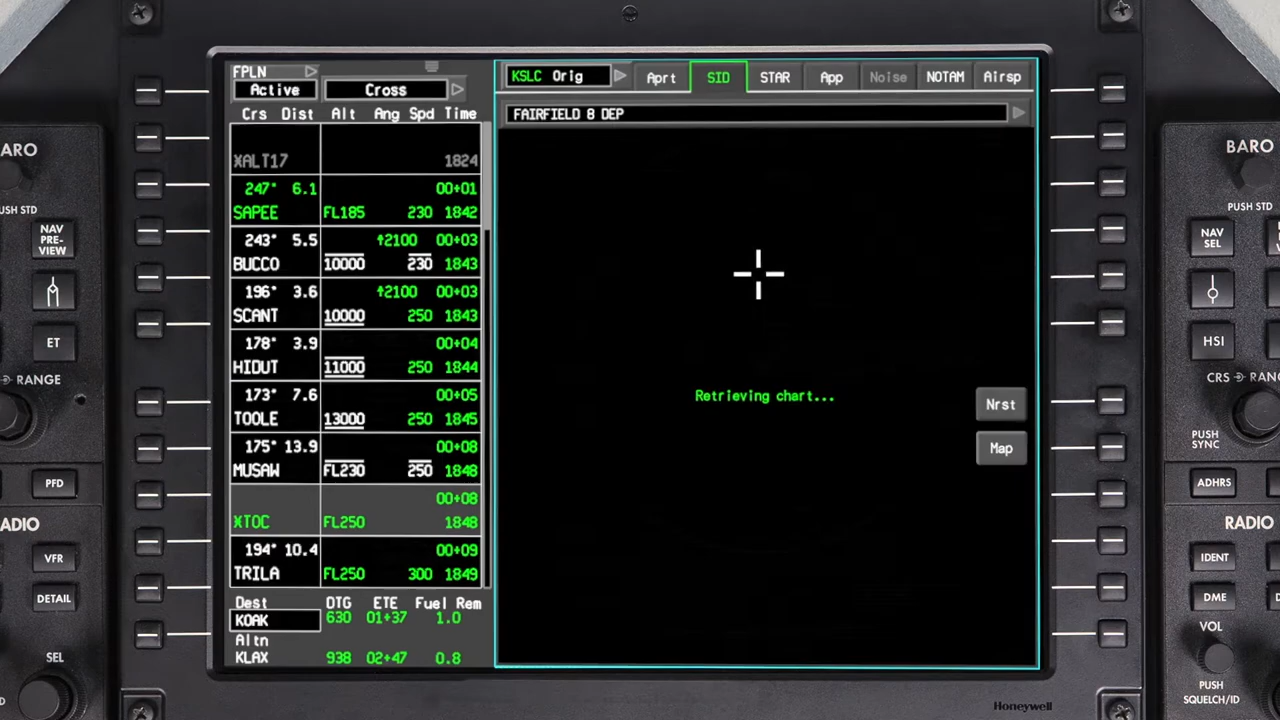 FPLN
Active
Cross
Crs Dist Alt Ang Spd Time
XALT17 1824
247° 6.1 00+01
SAPEE FL185 230 1842
243° 5.5 ↑2100 00+03
BUCCO 10000 230 1843
196° 3.6 ↑2100 00+03
SCANT 10000 250 1843
178° 3.9 00+04
HIDUT 11000 250 1844
173° 7.6 00+05
TOOLE 13000 250 1845
175° 13.9 00+08
MUSAW FL230 250 1848
00+08
XTOC FL250 1848
194° 10.4 00+09
TRILA FL250 300 1849
Dest DTG ETE Fuel Rem
KOAK 630 01+37 1.0
Altn
KLAX 938 02+47 0.8
KSLC Orig Aprt SID STAR App Noise NOTAM Airsp
FAIRFIELD 8 DEP
Retrieving chart...
Nrst
Map
Honeywell
ARO
PUSH STD
NAV
PRE-
VIEW
ET
RANGE
PFD
ADIO
VFR
DETAIL
SEL
BARO
PUSH STD
NAV
SEL
HSI
CRS RANG
PUSH
SYNC
ADHRS
RADIO
IDENT
DME
VOL
PUSH
SQUELCH/ID